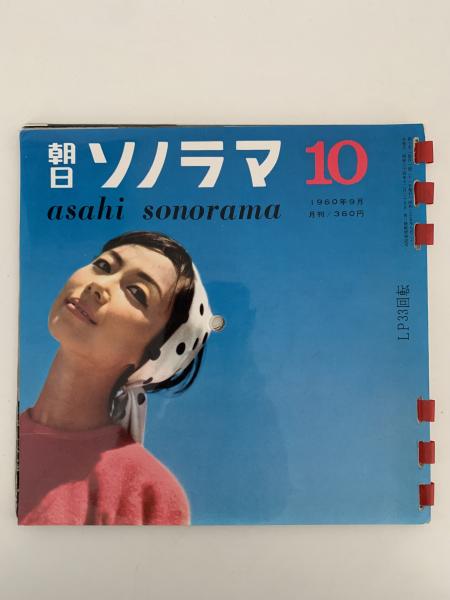 朝日ソノラマ 10
asahi sonorama
1960年9月
月刊/360円
LP33回転